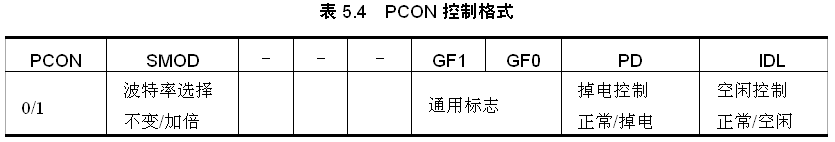 表 5.4 PCON 控制格式
PCON SMOD - - - GF1 GF0 PD IDL
0/1 波特率选择 不变/加倍 通用标志 掉电控制 正常/掉电 空闲控制 正常/空闲